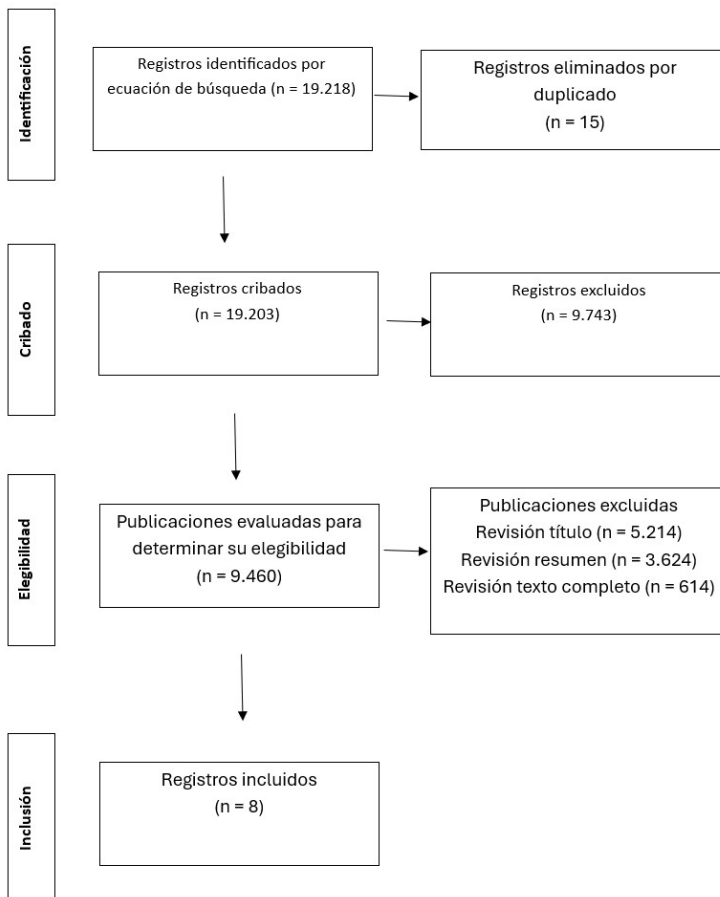 Identificación
Registros identificados por
ecuación de búsqueda (n = 19.218)
Registros eliminados por
duplicado
(n = 15)
Cribado
Registros cribados
(n = 19.203)
Registros excluidos
(n = 9.743)
Elegibilidad
Publicaciones evaluadas para
determinar su elegibilidad
(n = 9.460)
Publicaciones excluidas
Revisión título (n = 5.214)
Revisión resumen (n = 3.624)
Revisión texto completo (n = 614)
Inclusión
Registros incluidos
(n = 8)